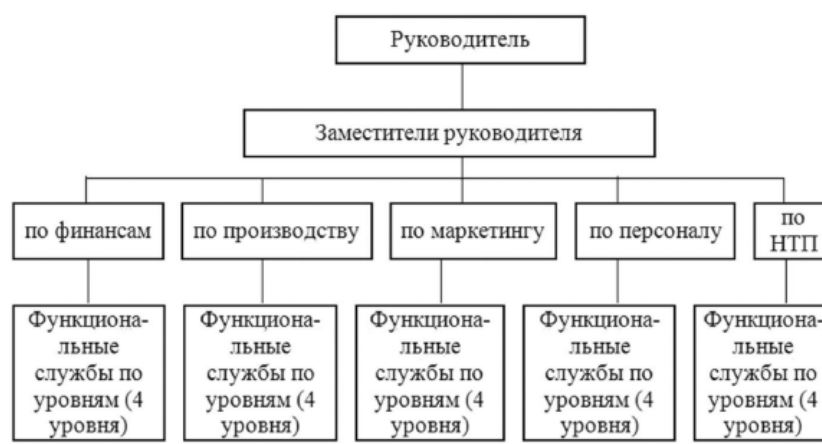 Руководитель
Заместители руководителя
по финансам
по производству
по маркетингу
по персоналу
по
НТП
Функциона-
льные
службы по
уровням (4
уровня)
Функциона-
льные
службы по
уровням (4
уровня)
Функциона-
льные
службы по
уровням (4
уровня)
Функциона-
льные
службы по
уровням (4
уровня)
Функциона-
льные
службы по
уровням (4
уровня)